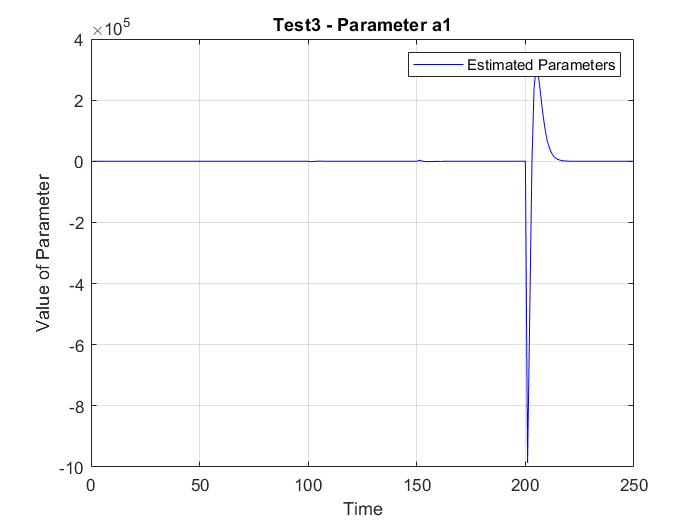 Test3 - Parameter a1
×10^5
Estimated Parameters
4
2
0
-2
-4
-6
-8
-10
Value of Parameter
0 50 100 150 200 250
Time